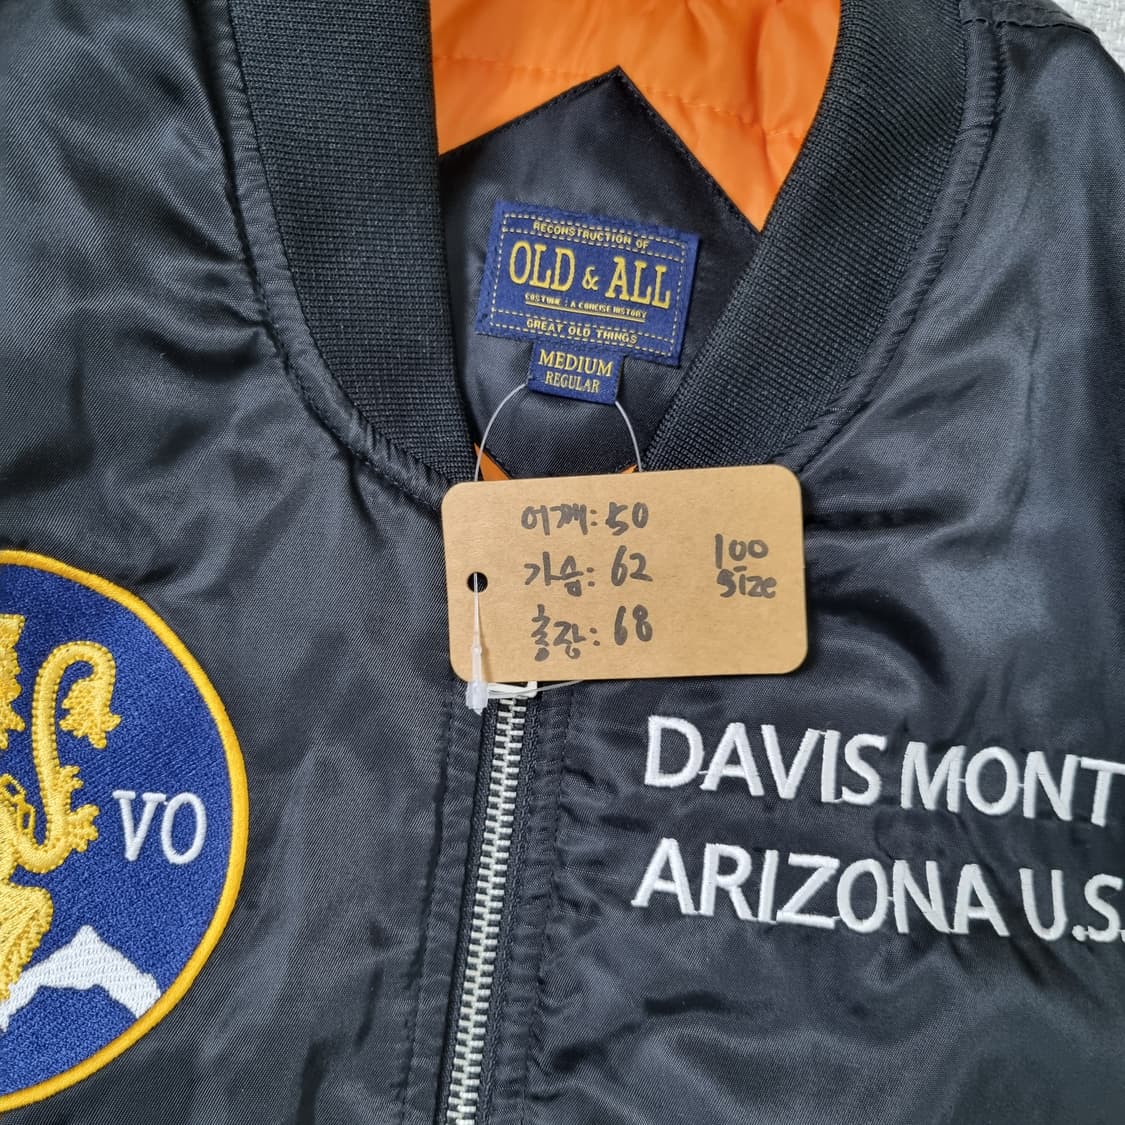 RECONSTRUCTION OF
OLD & ALL
COSTUME : A CONCISE HISTORY
GREAT OLD THINGS
MEDIUM
REGULAR
어깨: 50
가슴: 62
총장: 68
100
size
VO
DAVIS MONT
ARIZONA U.S.